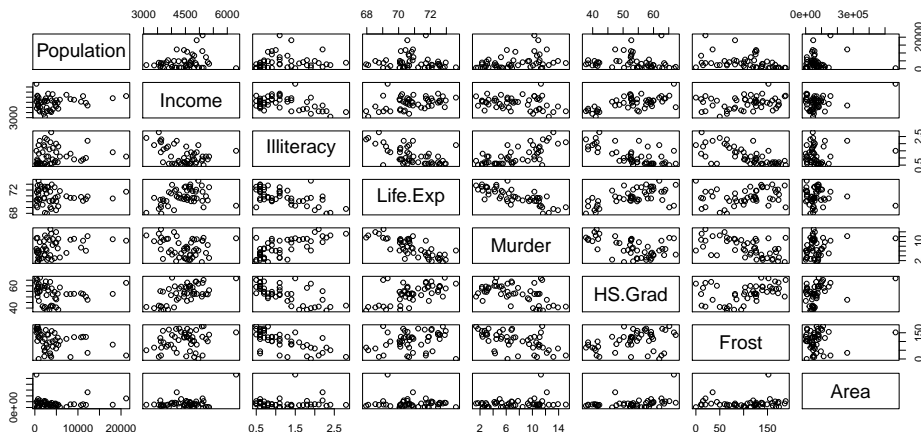 3000 4500 6000
68 70 72
40 50 60
0e+00 3e+05
Population
0 20000
3000
Income
Illiteracy
0.5 2.5
68 72
Life.Exp
Murder
2 10
40 60
HS.Grad
Frost
0 150
0e+00
Area
0 10000 20000
0.5 1.5 2.5
2 6 10 14
0 50 150